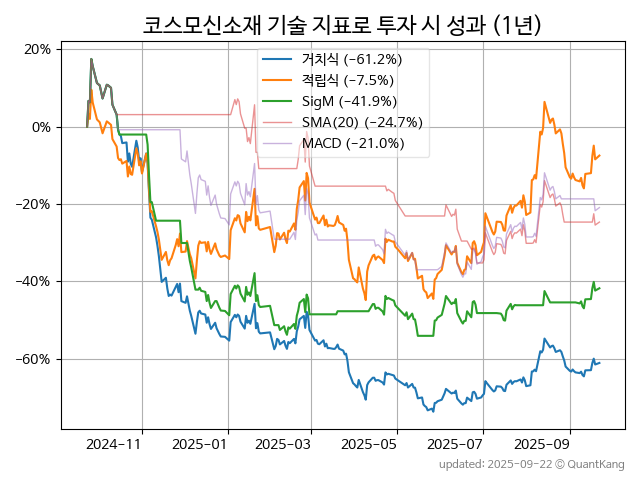 코스모신소재 기술 지표로 투자 시 성과 (1년)
20%
0%
−20%
−40%
−60%
거치식 (−61.2%)
적립식 (−7.5%)
SigM (−41.9%)
SMA(20) (−24.7%)
MACD (−21.0%)
2024-11
2025-01
2025-03
2025-05
2025-07
2025-09
updated: 2025-09-22 © QuantKang